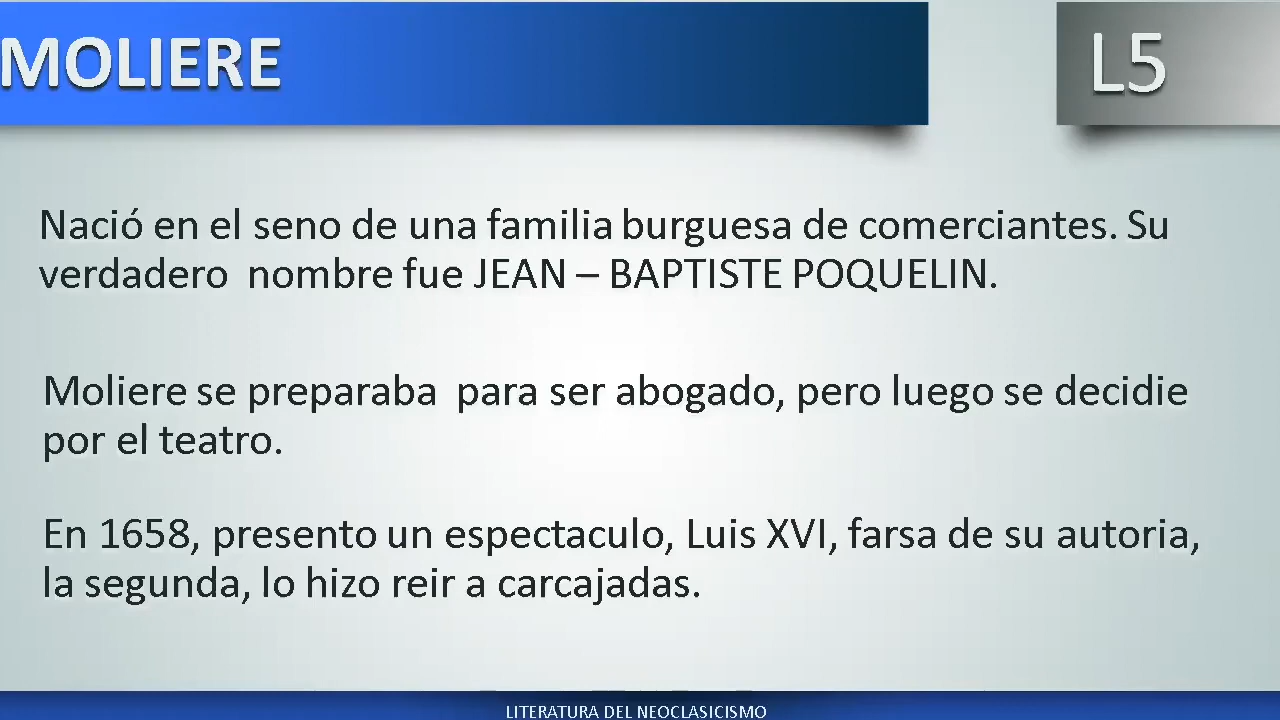 MOLIERE
L5
Nació en el seno de una familia burguesa de comerciantes. Su
verdadero nombre fue JEAN – BAPTISTE POQUELIN.
Moliere se preparaba para ser abogado, pero luego se decidie
por el teatro.
En 1658, presento un espectaculo, Luis XVI, farsa de su autoria,
la segunda, lo hizo reir a carcajadas.
LITERATURA DEL NEOCLASICISMO